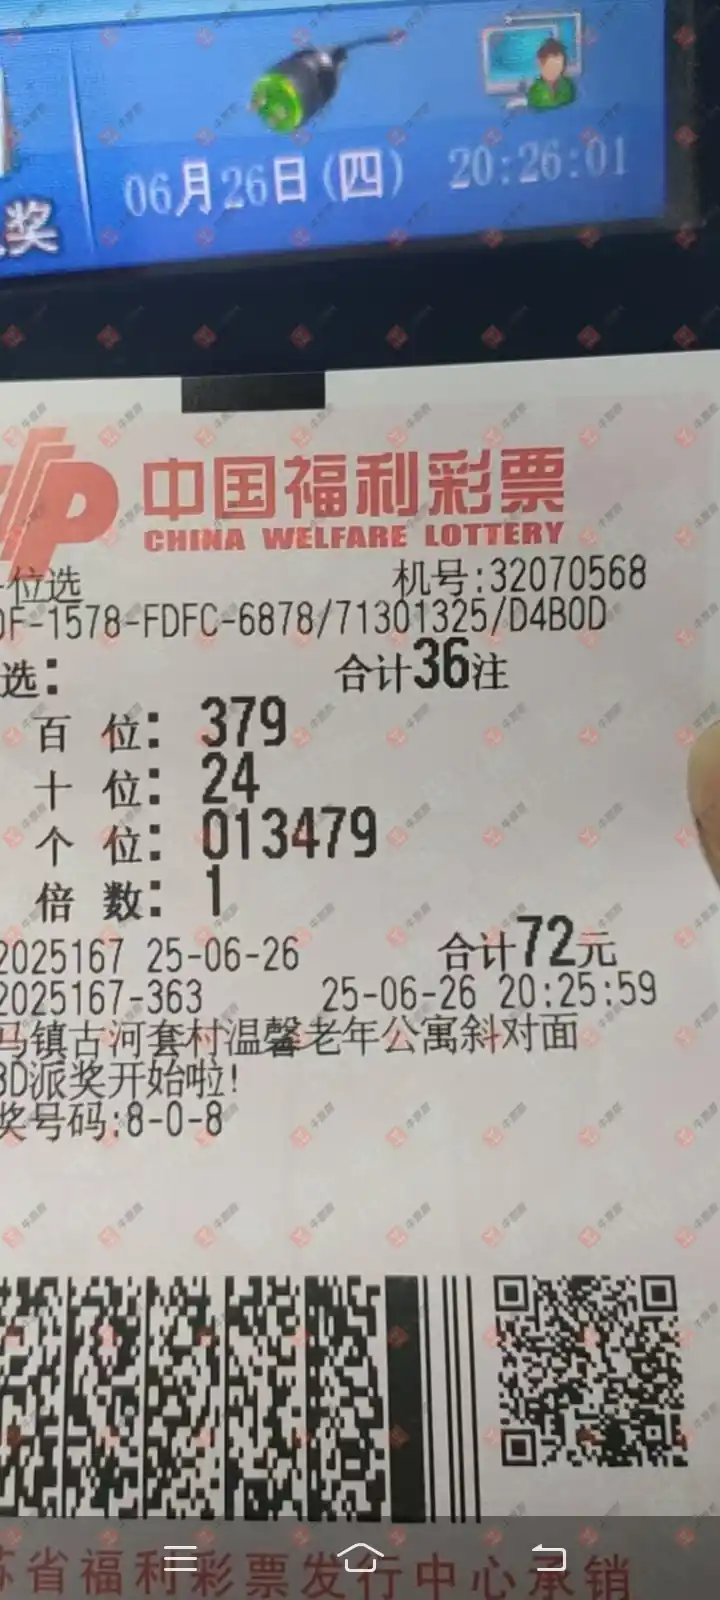 奖
06月26日(四) 20:26:01
中国福利彩票
CHINA WELFARE LOTTERY
位选 机号:32070568
0F-1578-FDFC-6878/71301325/D4B0D
选: 合计36注
百 位: 379
十 位: 24
个 位: 013479
倍 数: 1
2025167 25-06-26 合计72元
2025167-363 25-06-26 20:25:59
马镇古河套村温馨老年公寓斜对面
3D派奖开始啦!
奖号码:8-0-8
苏省福利彩票发行中心承销